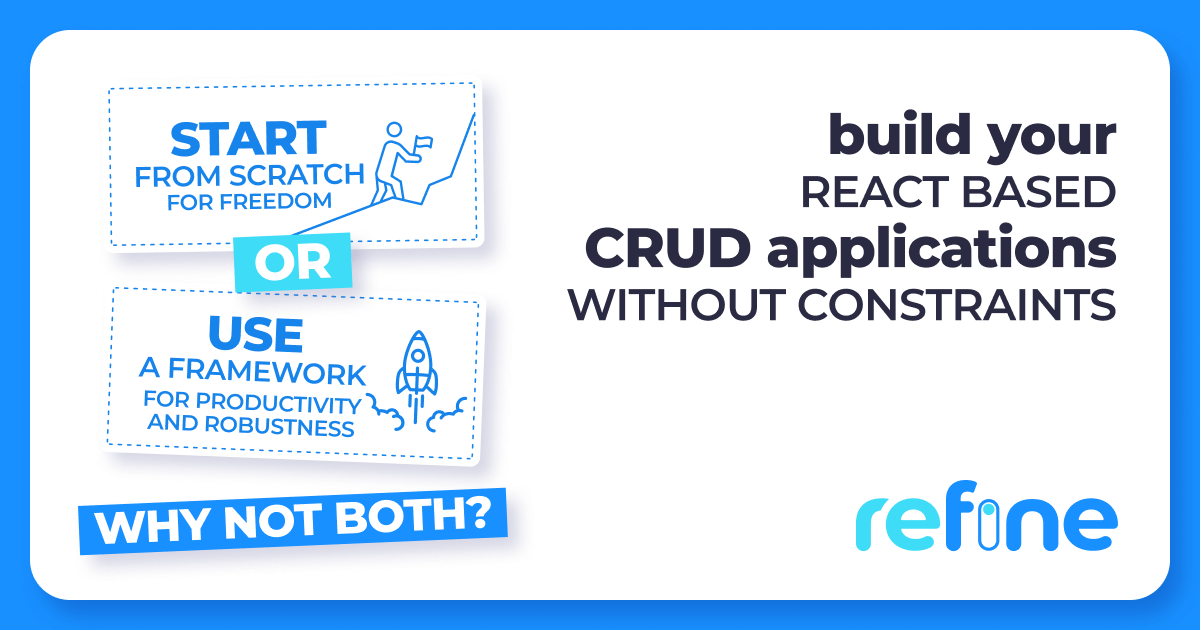 START
FROM SCRATCH
FOR FREEDOM
OR
USE
A FRAMEWORK
FOR PRODUCTIVITY
AND ROBUSTNESS
WHY NOT BOTH?
build your
REACT BASED
CRUD applications
WITHOUT CONSTRAINTS
refine